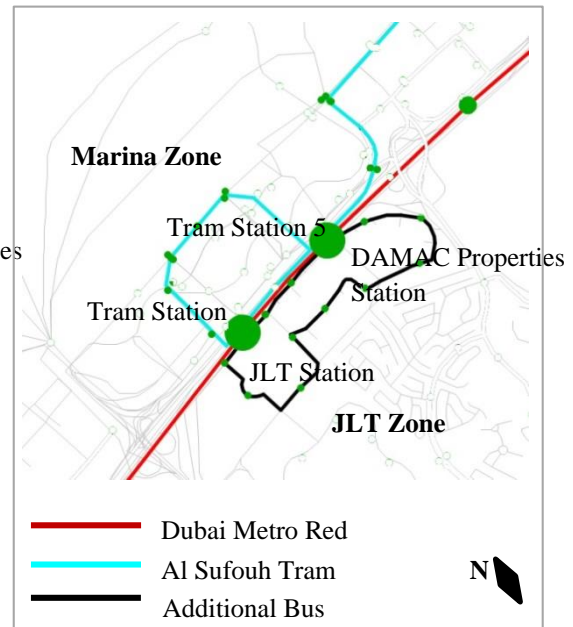 Marina Zone
Tram Station 5
es
DAMAC Properties
Station
Tram Station
JLT Station
JLT Zone
Dubai Metro Red
Al Sufouh Tram
N
Additional Bus